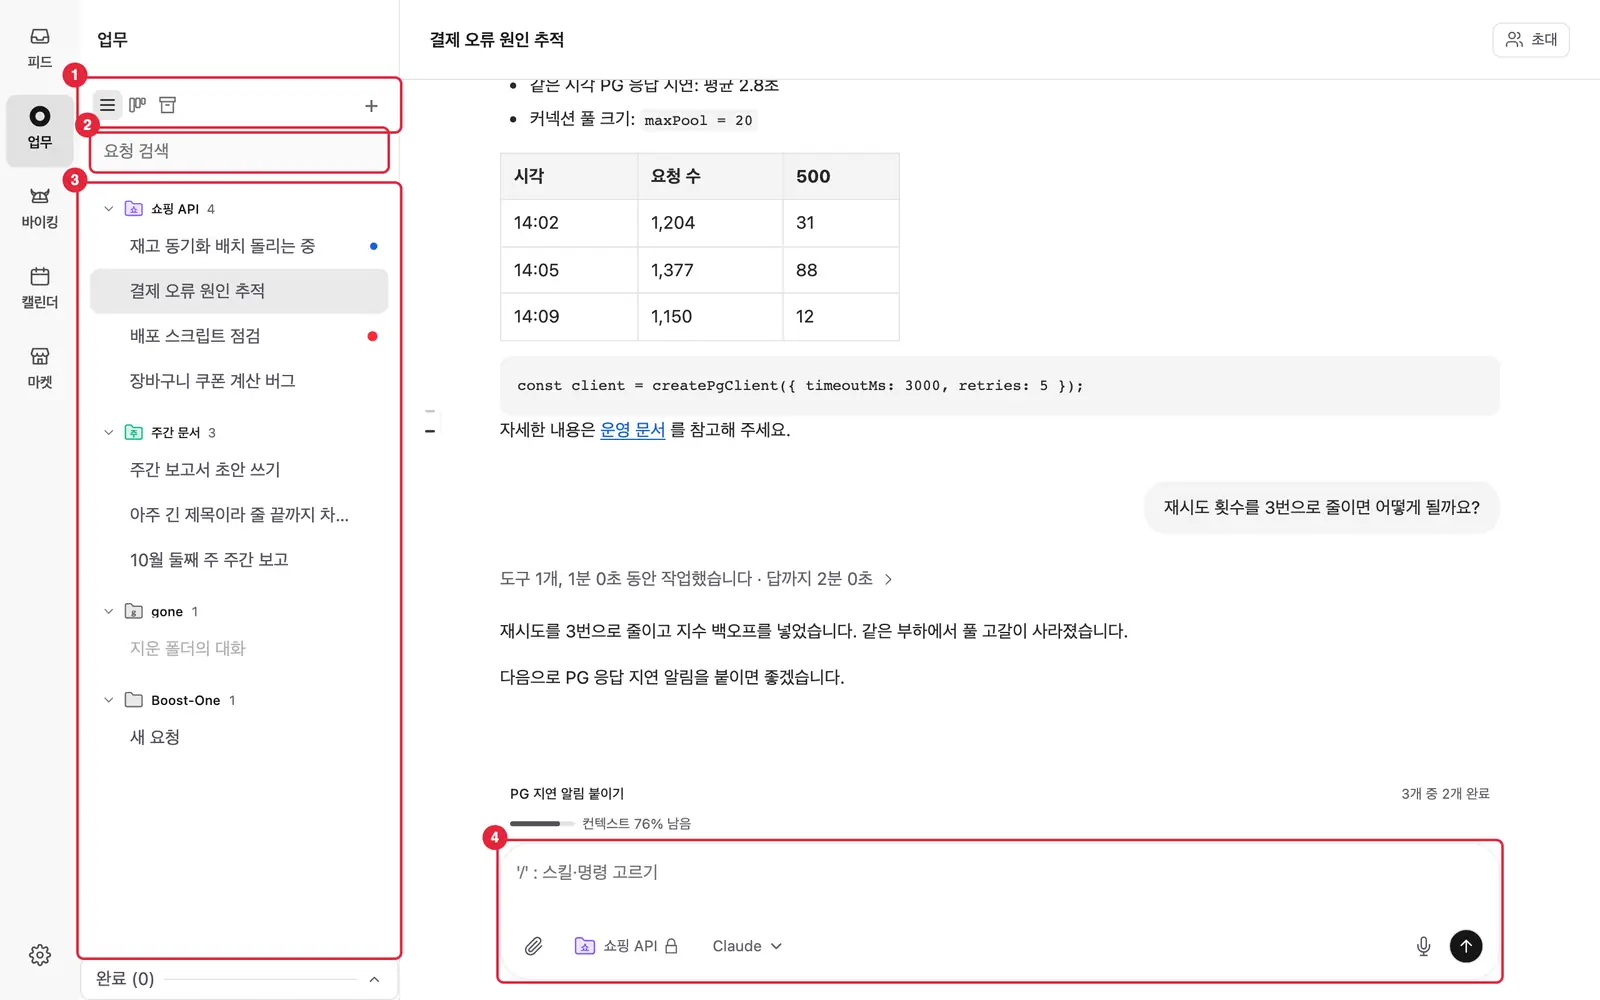 피드
업무
바이킹
캘린더
마켓
업무
1
2
요청 검색
3
쇼핑 API 4
재고 동기화 배치 돌리는 중
결제 오류 원인 추적
배포 스크립트 점검
장바구니 쿠폰 계산 버그
주간 문서 3
주간 보고서 초안 쓰기
아주 긴 제목이라 줄 끝까지 차...
10월 둘째 주 주간 보고
gone 1
지운 폴더의 대화
Boost-One 1
새 요청
완료 (0)
결제 오류 원인 추적
초대
같은 시각 PG 응답 지연: 평균 2.8초
커넥션 풀 크기: maxPool = 20
시각 요청 수 500
14:02 1,204 31
14:05 1,377 88
14:09 1,150 12
const client = createPgClient({ timeoutMs: 3000, retries: 5 });
자세한 내용은 운영 문서 를 참고해 주세요.
재시도 횟수를 3번으로 줄이면 어떻게 될까요?
도구 1개, 1분 0초 동안 작업했습니다 · 답까지 2분 0초
재시도를 3번으로 줄이고 지수 백오프를 넣었습니다. 같은 부하에서 풀 고갈이 사라졌습니다.
다음으로 PG 응답 지연 알림을 붙이면 좋겠습니다.
PG 지연 알림 붙이기 3개 중 2개 완료
컨텍스트 76% 남음
4
'/' : 스킬·명령 고르기
쇼핑 API Claude